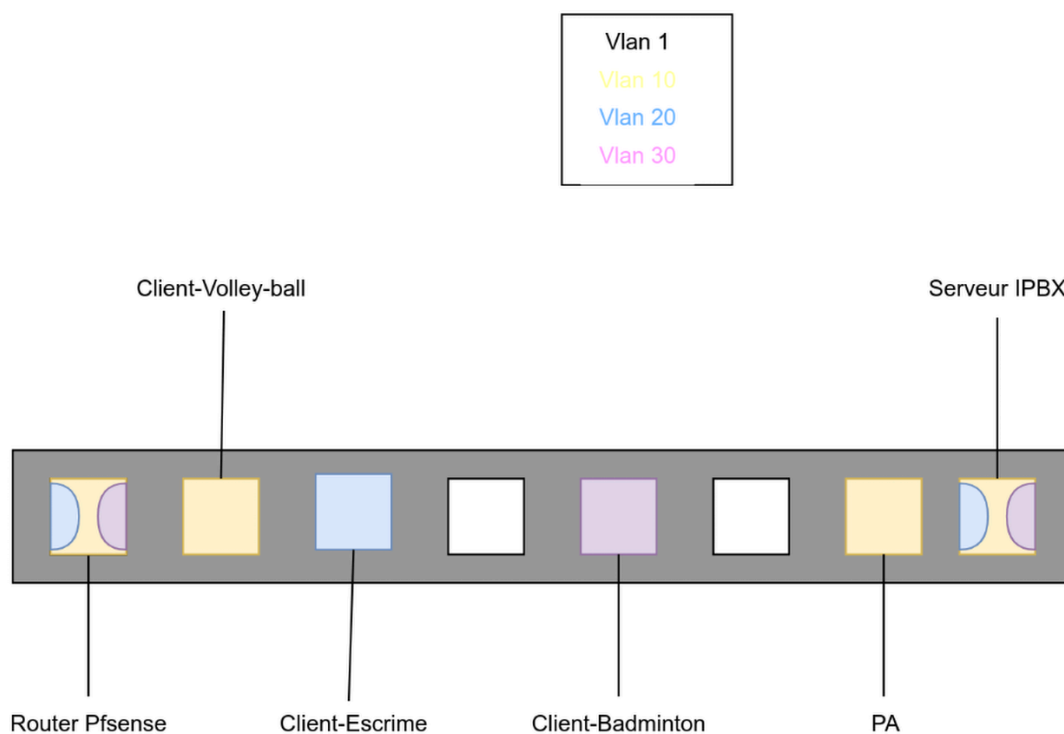 Vlan 1
Vlan 10
Vlan 20
Vlan 30
Client-Volley-ball
Serveur IPBX
Router Pfsense
Client-Escrime
Client-Badminton
PA